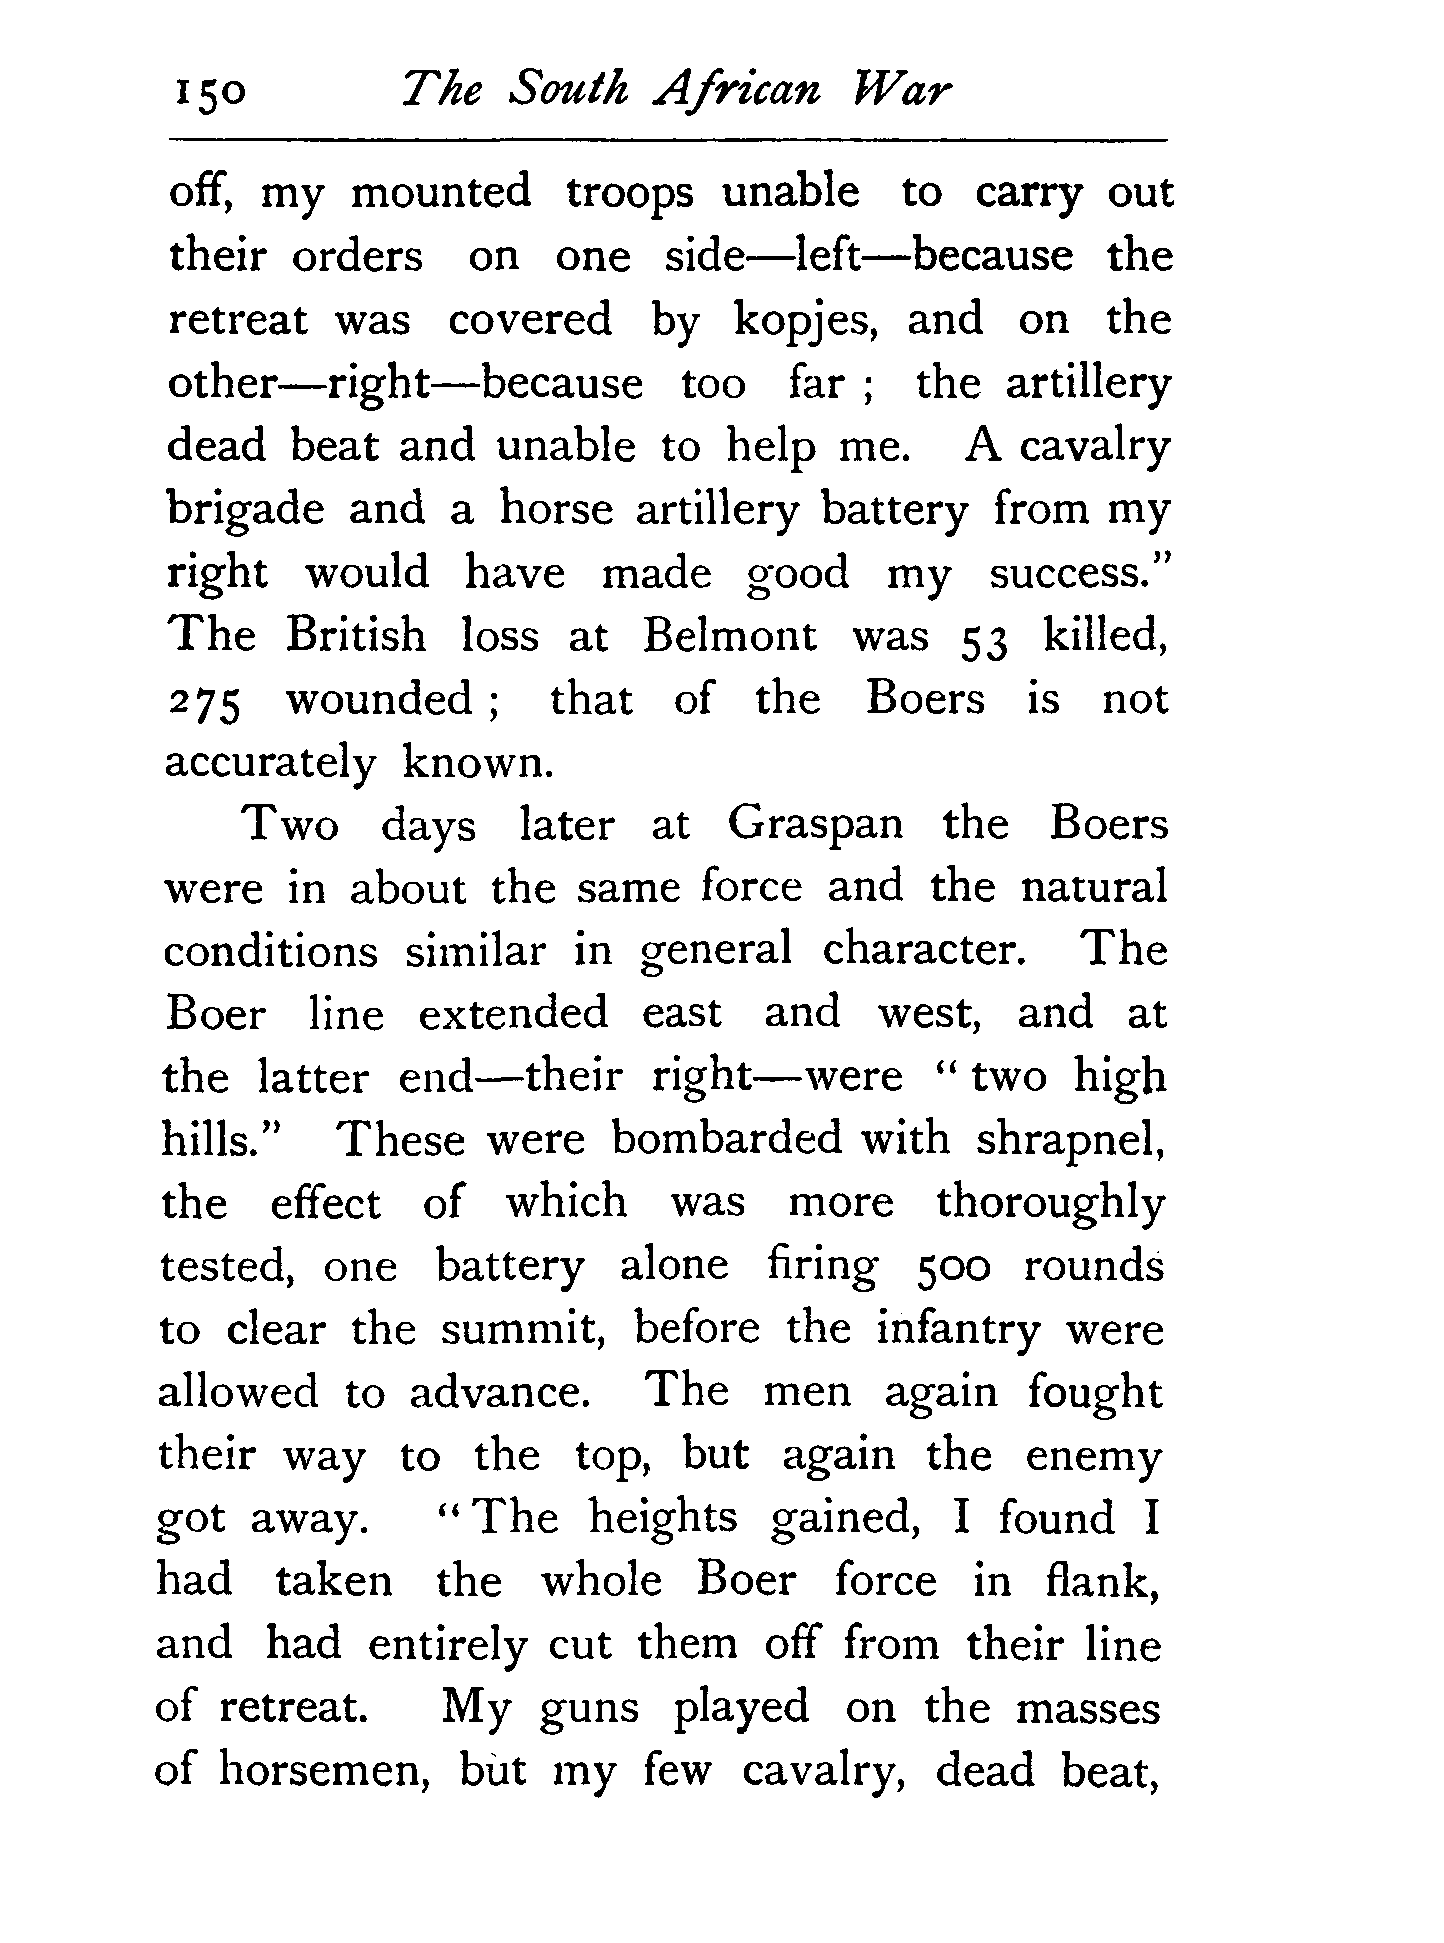 150 The South African War
off, my mounted troops unable to carry out
their orders on one side—left—because the
retreat was covered by kopjes, and on the
other—right—because too far ; the artillery
dead beat and unable to help me. A cavalry
brigade and a horse artillery battery from my
right would have made good my success.”
The British loss at Belmont was 53 killed,
275 wounded ; that of the Boers is not
accurately known.
Two days later at Graspan the Boers
were in about the same force and the natural
conditions similar in general character. The
Boer line extended east and west, and at
the latter end—their right—were “ two high
hills.” These were bombarded with shrapnel,
the effect of which was more thoroughly
tested, one battery alone firing 500 rounds
to clear the summit, before the infantry were
allowed to advance. The men again fought
their way to the top, but again the enemy
got away. “ The heights gained, I found I
had taken the whole Boer force in flank,
and had entirely cut them off from their line
of retreat. My guns played on the masses
of horsemen, but my few cavalry, dead beat,